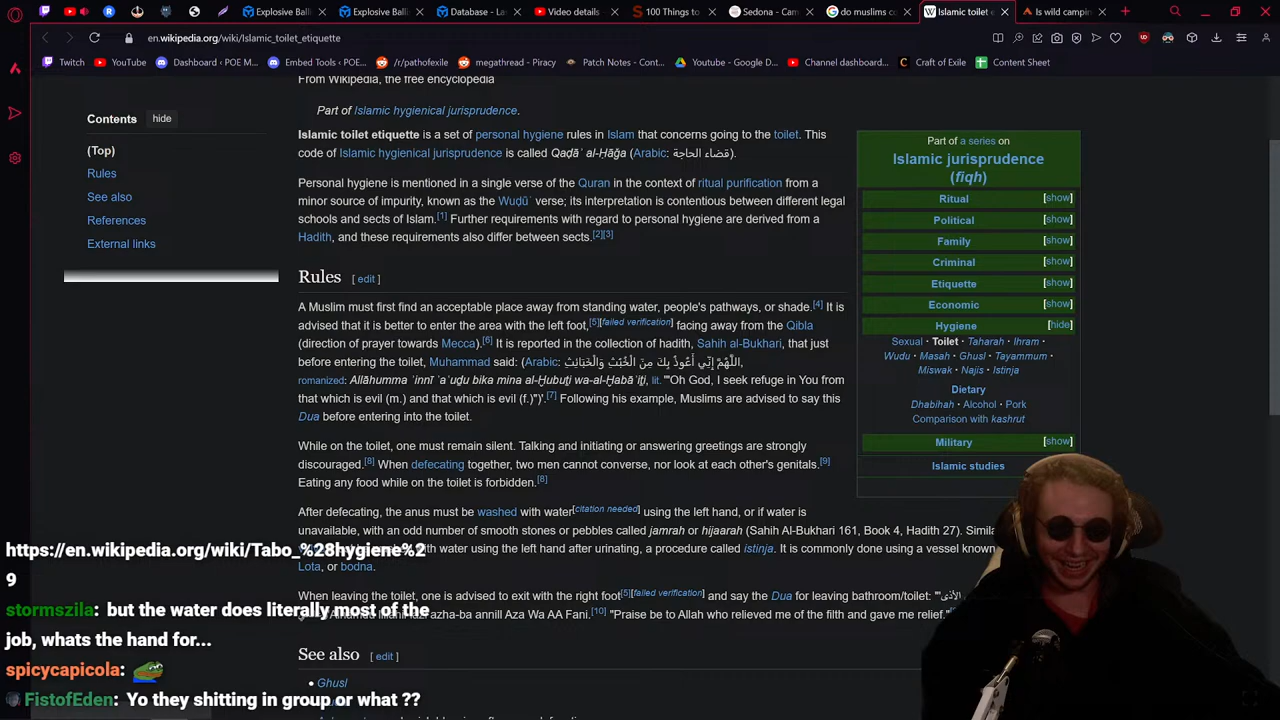 Explosive Balli
Explosive Balli
Database - La
Video details
100 Things to
Sedona - Cam
do muslims co
Islamic toilet e
Is wild campin
en.wikipedia.org/wiki/Islamic_toilet_etiquette
Twitch
YouTube
Dashboard ‹ POE M...
Embed Tools ‹ POE...
/r/pathofexile
megathread - Piracy
Patch Notes - Cont...
Youtube - Google D...
Channel dashboard...
Craft of Exile
Content Sheet
Contents hide
(Top)
Rules
See also
References
External links
From Wikipedia, the free encyclopedia
Part of Islamic hygienical jurisprudence.
Islamic toilet etiquette is a set of personal hygiene rules in Islam that concerns going to the toilet. This
code of Islamic hygienical jurisprudence is called Qaḍāʾ al-Ḥāǧa (Arabic: قضاء الحاجة).
Personal hygiene is mentioned in a single verse of the Quran in the context of ritual purification from a
minor source of impurity, known as the Wuḍūʾ verse; its interpretation is contentious between different legal
schools and sects of Islam.[1] Further requirements with regard to personal hygiene are derived from a
Hadith, and these requirements also differ between sects.[2][3]
Rules [ edit ]
A Muslim must first find an acceptable place away from standing water, people's pathways, or shade.[4] It is
advised that it is better to enter the area with the left foot,[5][failed verification] facing away from the Qibla
(direction of prayer towards Mecca).[6] It is reported in the collection of hadith, Sahih al-Bukhari, that just
before entering the toilet, Muhammad said: (Arabic: اللَّهُمَّ إِنِّي أَعُوذُ بِكَ مِنَ الْخُبُثِ وَالْخَبَائِثِ,
romanized: Allāhumma ʾinnī ʾaʿuḏu bika mina al-Ḫubuṯi wa-al-Ḫabāʾiṯi, lit. '"Oh God, I seek refuge in You from
that which is evil (m.) and that which is evil (f.)")'.[7] Following his example, Muslims are advised to say this
Dua before entering into the toilet.
While on the toilet, one must remain silent. Talking and initiating or answering greetings are strongly
discouraged.[8] When defecating together, two men cannot converse, nor look at each other's genitals.[9]
Eating any food while on the toilet is forbidden.[8]
After defecating, the anus must be washed with water[citation needed] using the left hand, or if water is
unavailable, with an odd number of smooth stones or pebbles called jamrah or hijaarah (Sahih Al-Bukhari 161, Book 4, Hadith 27). Simila
with water using the left hand after urinating, a procedure called istinja. It is commonly done using a vessel known
Lota, or bodna.
When leaving the toilet, one is advised to exit with the right foot[5][failed verification] and say the Dua for leaving bathroom/toilet: "
azha-ba annill Aza Wa AA Fani.[10] "Praise be to Allah who relieved me of the filth and gave me relief."
See also [ edit ]
• Ghusl
Part of a series on
Islamic jurisprudence
(fiqh)
Ritual [show]
Political [show]
Family [show]
Criminal [show]
Etiquette [show]
Economic [show]
Hygiene [hide]
Sexual · Toilet · Taharah · Ihram ·
Wudu · Masah · Ghusl · Tayammum ·
Miswak · Najis · Istinja
Dietary
Dhabihah · Alcohol · Pork
Comparison with kashrut
Military [show]
Islamic studies
https://en.wikipedia.org/wiki/Tabo_%28hygiene%2
9
stormszila: but the water does literally most of the
job, whats the hand for...
spicycapicola:
FistofEden: Yo they shitting in group or what ??